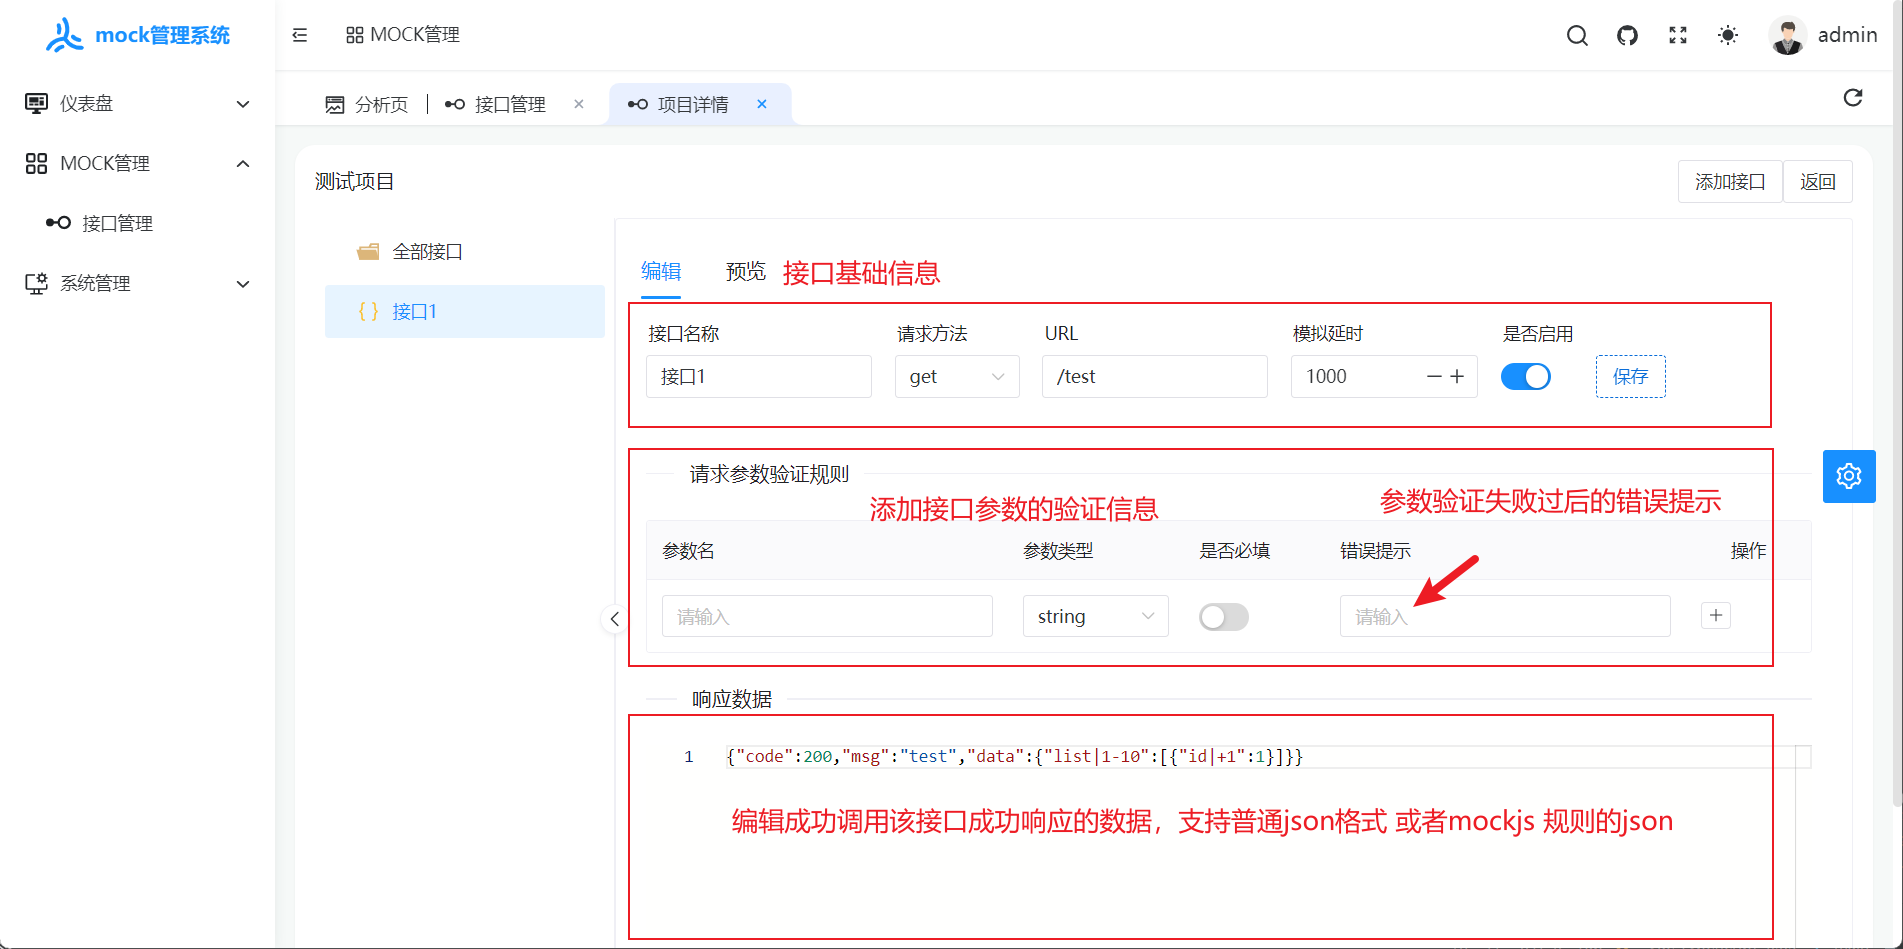 mock管理系统
MOCK管理
admin
仪表盘
MOCK管理
接口管理
系统管理
分析页
接口管理
项目详情
测试项目
添加接口
返回
全部接口
接口1
编辑
预览
接口基础信息
接口名称
请求方法
URL
模拟延时
是否启用
接口1
get
/test
1000
保存
请求参数验证规则
添加接口参数的验证信息
参数验证失败过后的错误提示
参数名
参数类型
是否必填
错误提示
操作
请输入
string
请输入
响应数据
1 {"code":200,"msg":"test","data":{"list|1-10":[{"id|+1":1}]}}
编辑成功调用该接口成功响应的数据，支持普通json格式 或者mockjs 规则的json